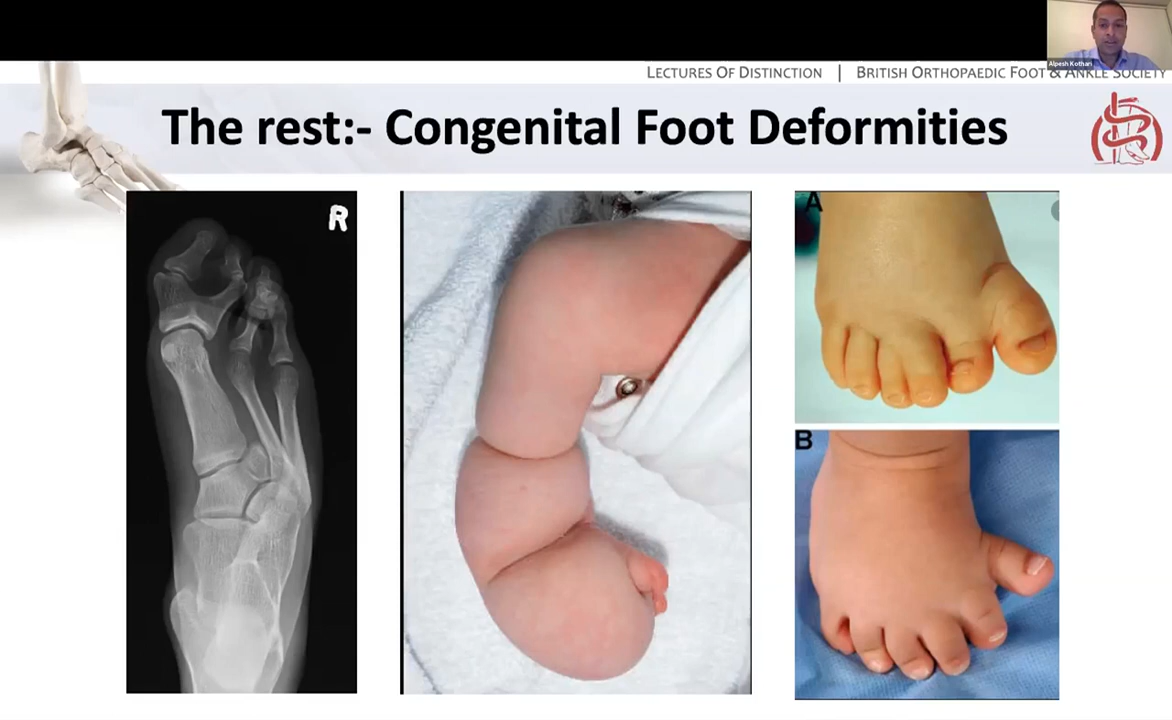 Alpesh Kothari
LECTURES OF DISTINCTION | BRITISH ORTHOPAEDIC FOOT & ANKLE SOCIETY
The rest:- Congenital Foot Deformities
R
A
B